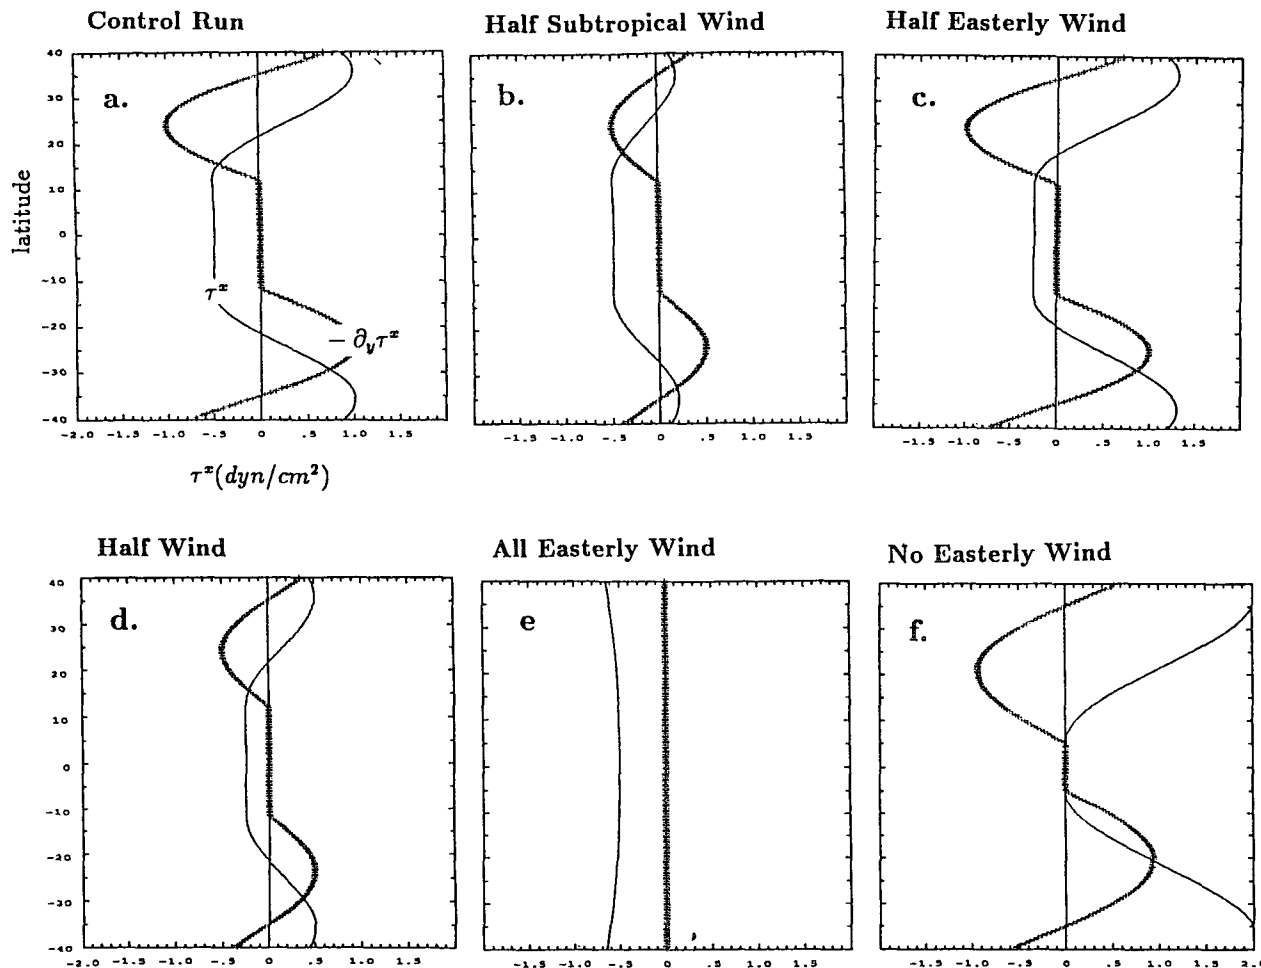 Control Run
Half Subtropical Wind
Half Easterly Wind
a.
b.
c.
40
30
20
10
0
-10
-20
-30
-40
latitude
τˣ
- ∂yτˣ
-2.0 -1.5 -1.0 -.5 0 .5 1.0 1.5
-1.5 -1.0 -.5 0 .5 1.0 1.5
-1.5 -1.0 -.5 0 .5 1.0 1.5
τˣ(dyn/cm²)
Half Wind
All Easterly Wind
No Easterly Wind
d.
e
f.
40
30
20
10
0
-10
-20
-30
-40
-2.0 -1.5 -1.0 -.5 0 .5 1.0 1.5
-1.5 -1.0 -.5 0 .5 1.0 1.5
-1.5 -1.0 -.5 0 .5 1.0 1.5 2.0